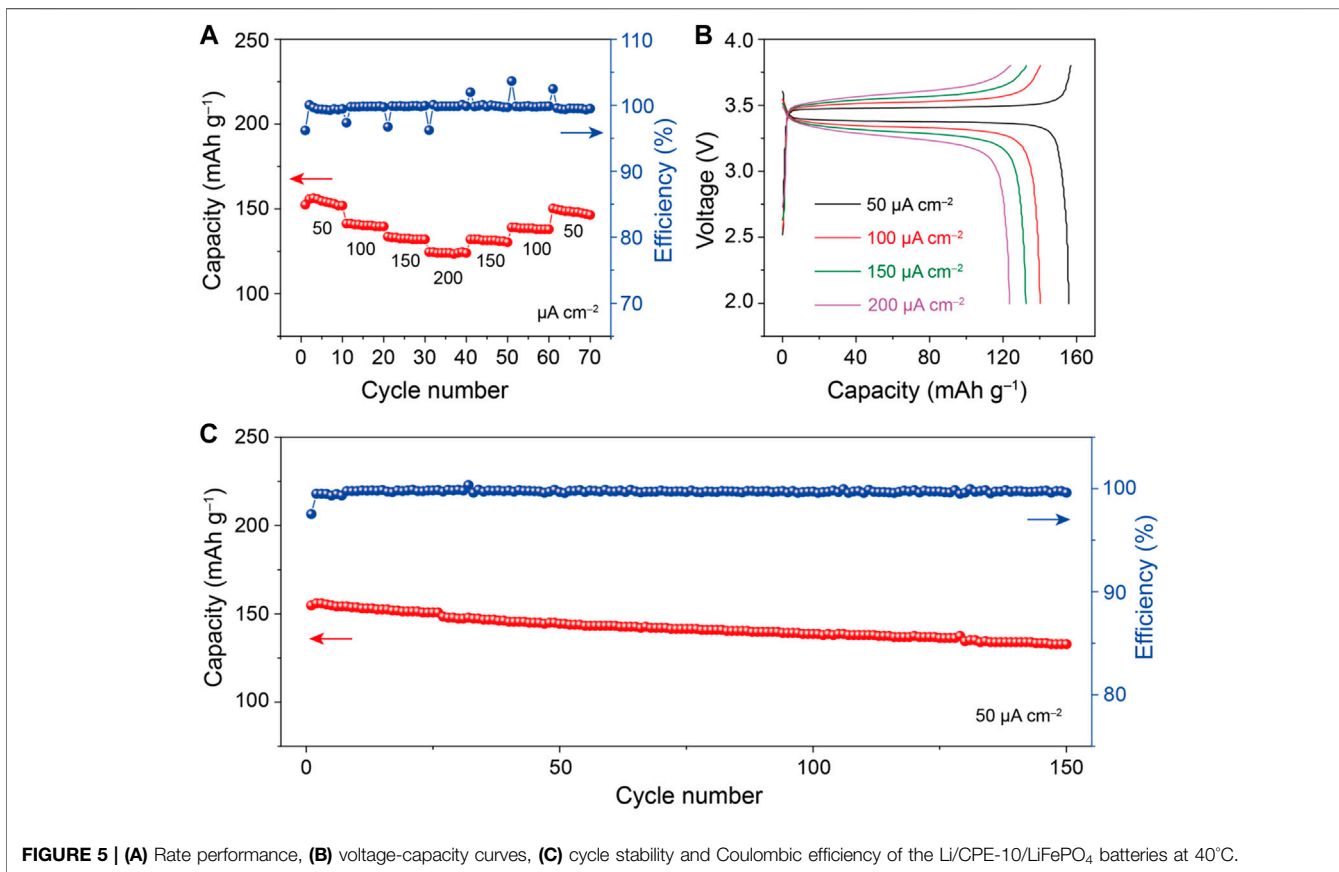 A
250
200
150
100
Capacity (mAh g⁻¹)
110
100
90
80
70
Efficiency (%)
50
100
150
200
150
100
50
µA cm⁻²
0 10 20 30 40 50 60 70
Cycle number
B
4.0
3.5
3.0
2.5
2.0
Voltage (V)
50 µA cm⁻²
100 µA cm⁻²
150 µA cm⁻²
200 µA cm⁻²
0 40 80 120 160
Capacity (mAh g⁻¹)
C
250
200
150
100
Capacity (mAh g⁻¹)
100
90
80
Efficiency (%)
50 µA cm⁻²
0 50 100 150
Cycle number
FIGURE 5 | (A) Rate performance, (B) voltage-capacity curves, (C) cycle stability and Coulombic efficiency of the Li/CPE-10/LiFePO₄ batteries at 40°C.